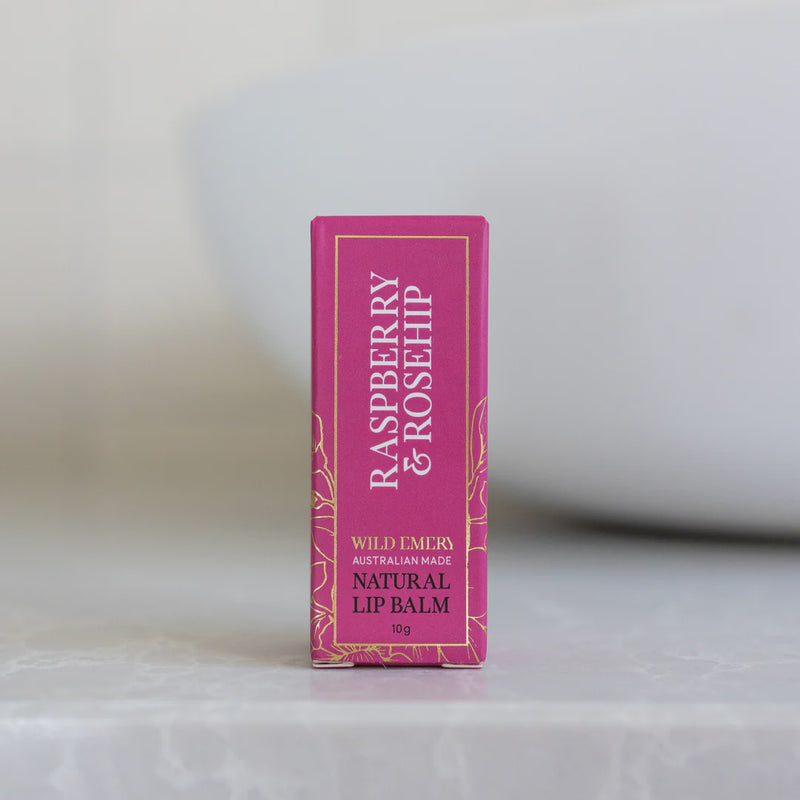 RASPBERRY
& ROSEHIP
WILD EMERY
AUSTRALIAN MADE
NATURAL
LIP BALM
10g